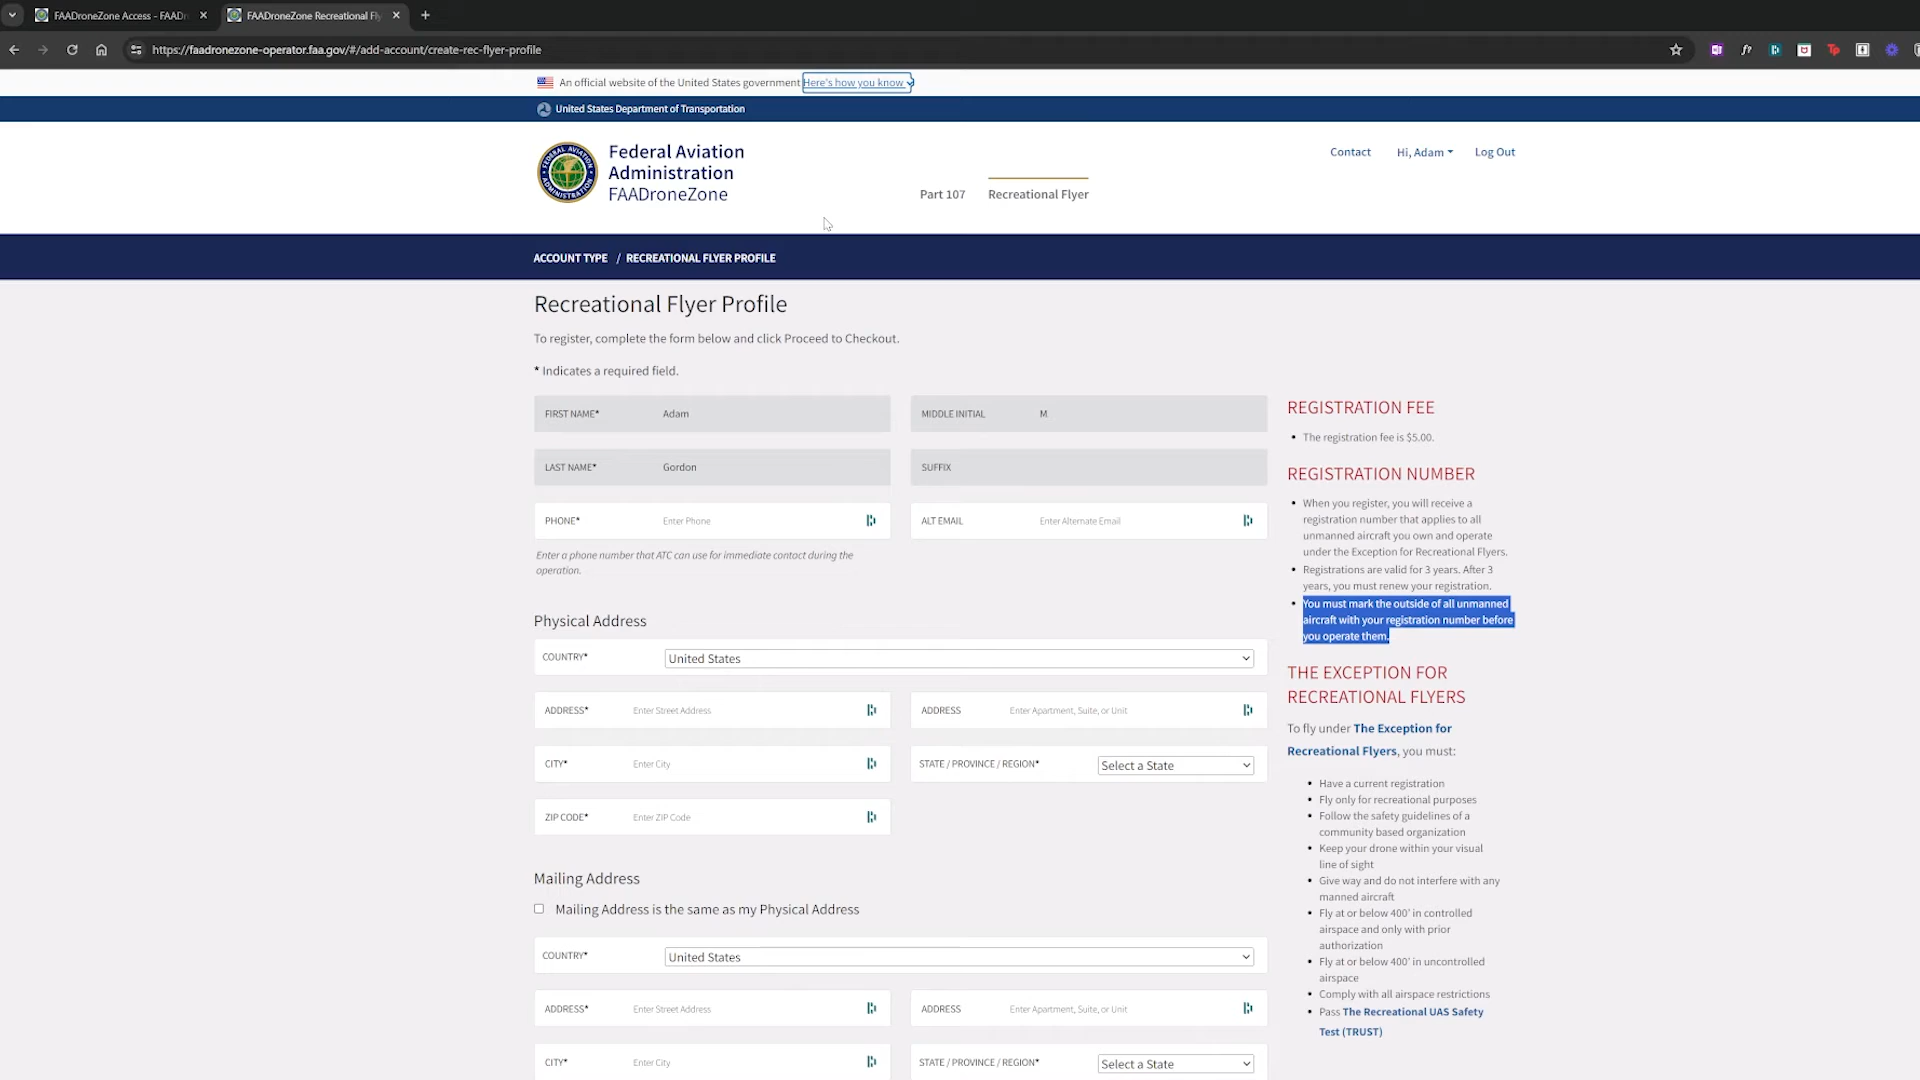 FAADroneZone Access - FAADr
FAADroneZone Recreational Fly
https://faadronezone-operator.faa.gov/#/add-account/create-rec-flyer-profile
An official website of the United States government Here's how you know
United States Department of Transportation
Federal Aviation
Administration
FAADroneZone
Part 107
Recreational Flyer
Contact
Hi, Adam
Log Out
ACCOUNT TYPE / RECREATIONAL FLYER PROFILE
Recreational Flyer Profile
To register, complete the form below and click Proceed to Checkout.
* Indicates a required field.
FIRST NAME* Adam
MIDDLE INITIAL M
LAST NAME* Gordon
SUFFIX
PHONE* Enter Phone
ALT EMAIL Enter Alternate Email
Enter a phone number that ATC can use for immediate contact during the
operation.
Physical Address
COUNTRY* United States
ADDRESS* Enter Street Address
ADDRESS Enter Apartment, Suite, or Unit
CITY* Enter City
STATE / PROVINCE / REGION* Select a State
ZIP CODE* Enter ZIP Code
Mailing Address
Mailing Address is the same as my Physical Address
COUNTRY* United States
ADDRESS* Enter Street Address
ADDRESS Enter Apartment, Suite, or Unit
CITY* Enter City
STATE / PROVINCE / REGION* Select a State
REGISTRATION FEE
• The registration fee is $5.00.
REGISTRATION NUMBER
• When you register, you will receive a
registration number that applies to all
unmanned aircraft you own and operate
under the Exception for Recreational Flyers.
• Registrations are valid for 3 years. After 3
years, you must renew your registration.
• You must mark the outside of all unmanned
aircraft with your registration number before
you operate them.
THE EXCEPTION FOR
RECREATIONAL FLYERS
To fly under The Exception for
Recreational Flyers, you must:
• Have a current registration
• Fly only for recreational purposes
• Follow the safety guidelines of a
community based organization
• Keep your drone within your visual
line of sight
• Give way and do not interfere with any
manned aircraft
• Fly at or below 400' in controlled
airspace and only with prior
authorization
• Fly at or below 400' in uncontrolled
airspace
• Comply with all airspace restrictions
• Pass The Recreational UAS Safety
Test (TRUST)